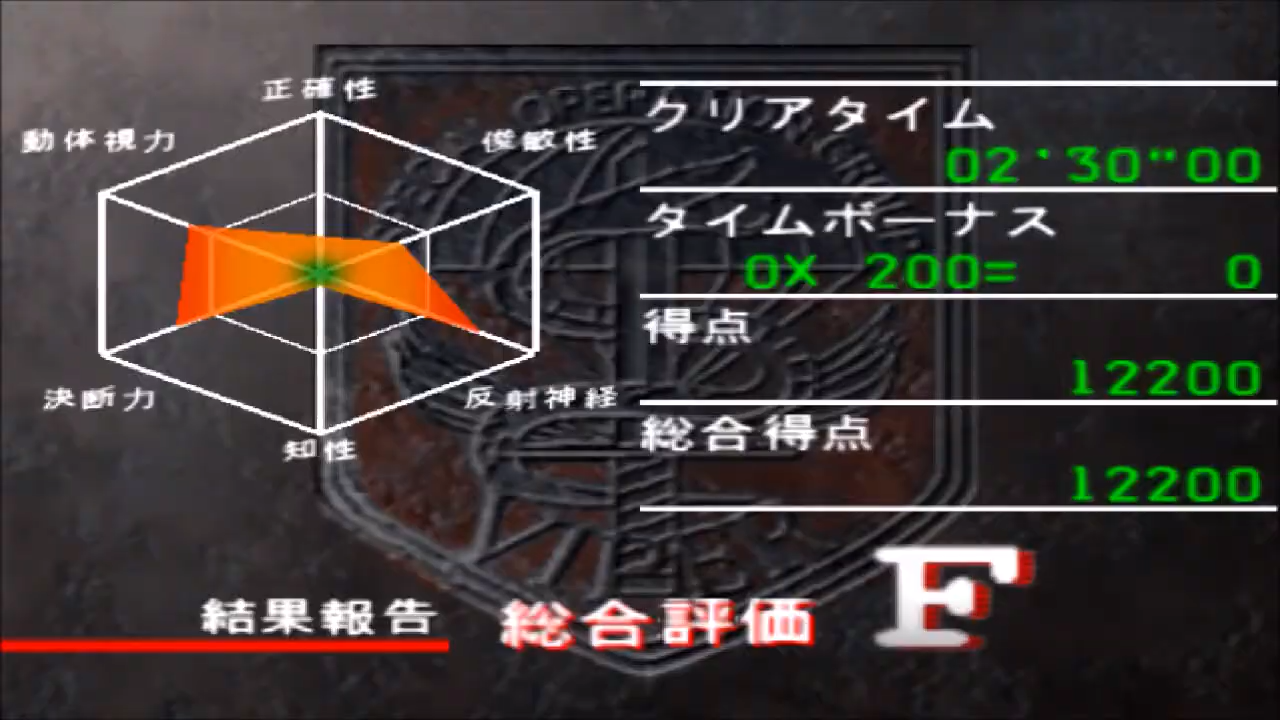 正確性
動体視力
俊敏性
決断力
反射神経
知性
クリアタイム
02'30"00
タイムボーナス
0X 200= 0
得点
12200
総合得点
12200
結果報告
総合評価 F